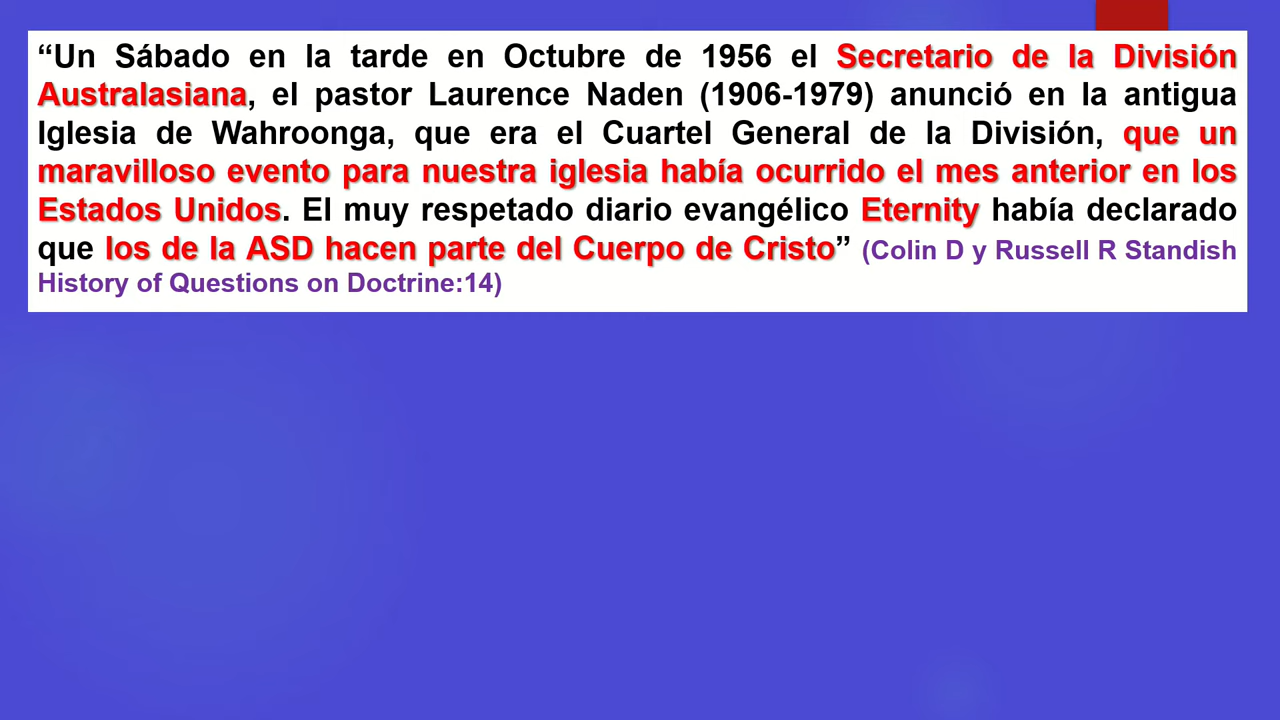 “Un Sábado en la tarde en Octubre de 1956 el Secretario de la División
Australasiana, el pastor Laurence Naden (1906-1979) anunció en la antigua
Iglesia de Wahroonga, que era el Cuartel General de la División, que un
maravilloso evento para nuestra iglesia había ocurrido el mes anterior en los
Estados Unidos. El muy respetado diario evangélico Eternity había declarado
que los de la ASD hacen parte del Cuerpo de Cristo” (Colin D y Russell R Standish
History of Questions on Doctrine:14)